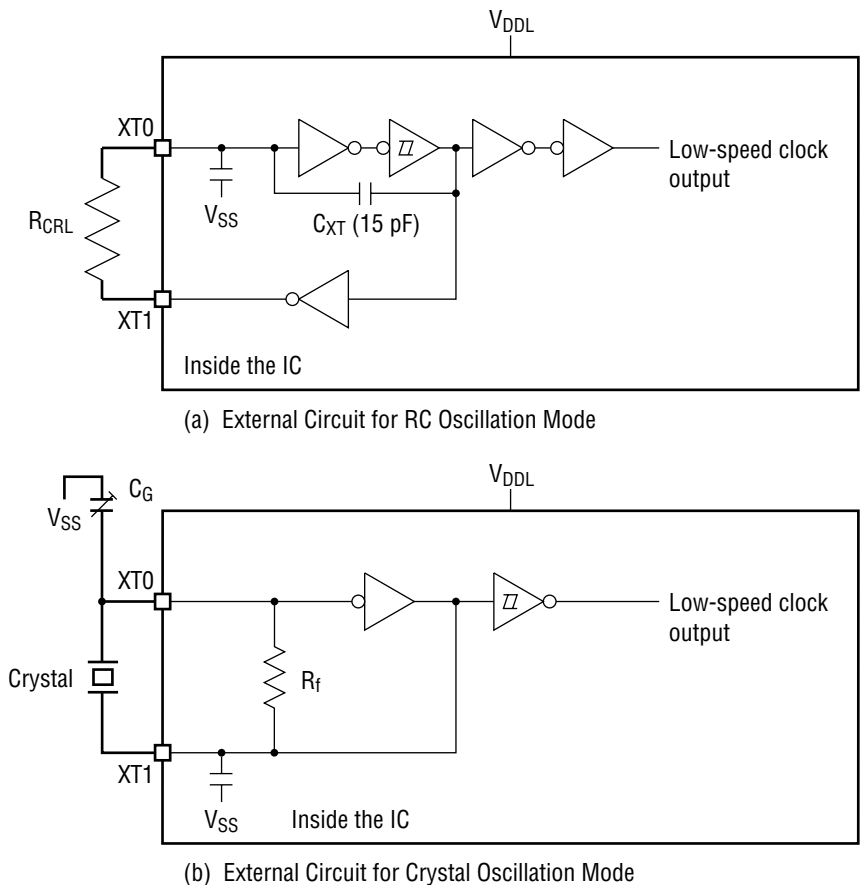 VDDL
XT0
VSS
CXT (15 pF)
Low-speed clock
output
RCRL
XT1
Inside the IC
(a) External Circuit for RC Oscillation Mode
VDDL
CG
VSS
XT0
Low-speed clock
output
Crystal
Rf
XT1
VSS
Inside the IC
(b) External Circuit for Crystal Oscillation Mode